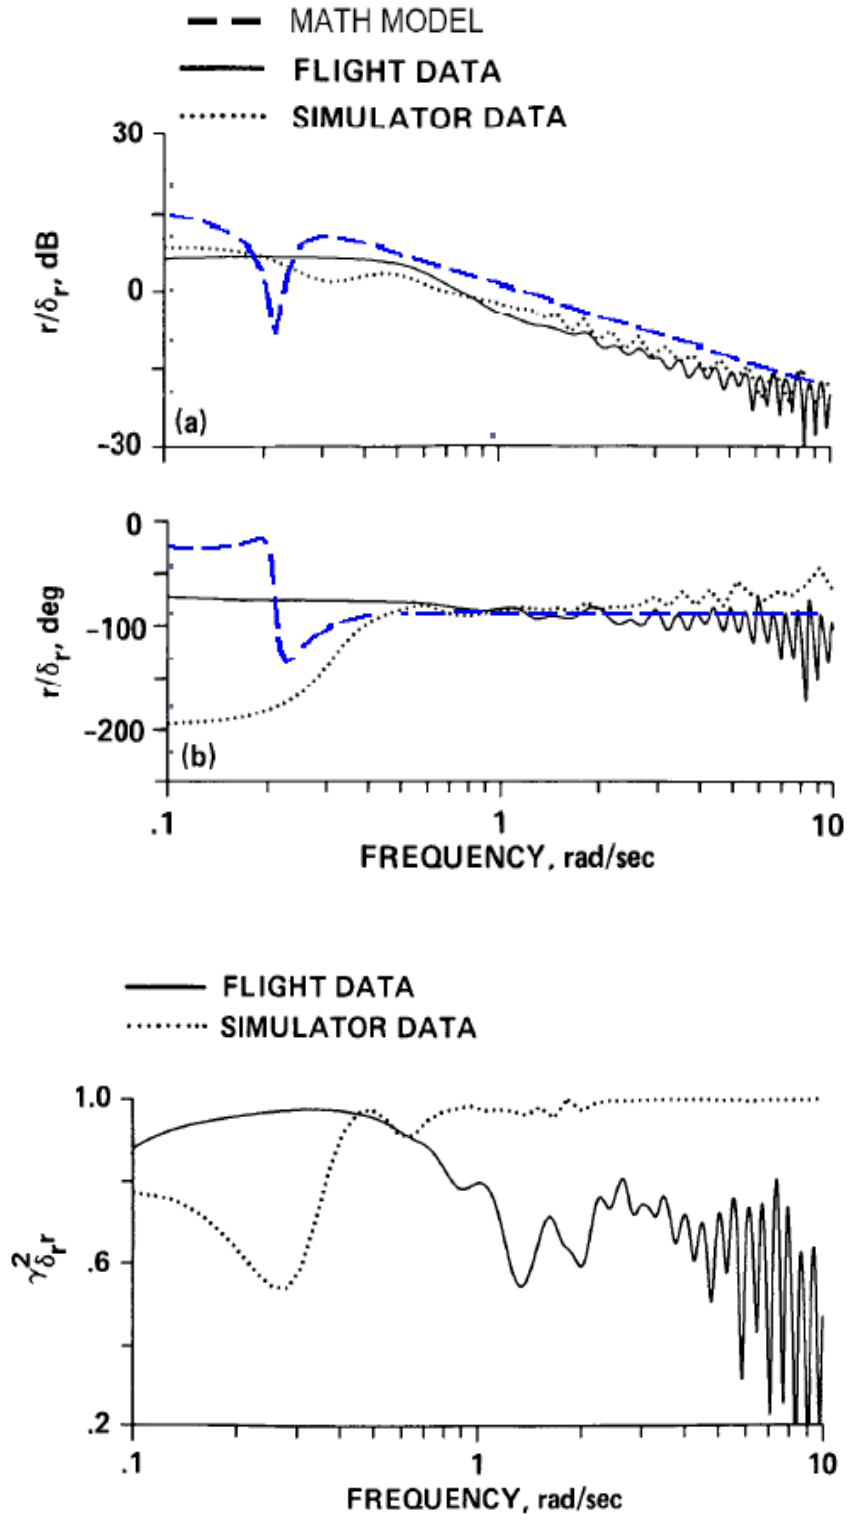 MATH MODEL
FLIGHT DATA
SIMULATOR DATA
30
0
-30
r/δr, dB
(a)
0
-100
-200
r/δr, deg
(b)
.1 1 10
FREQUENCY, rad/sec
FLIGHT DATA
SIMULATOR DATA
1.0
.6
.2
γ²δr r
.1 1 10
FREQUENCY, rad/sec